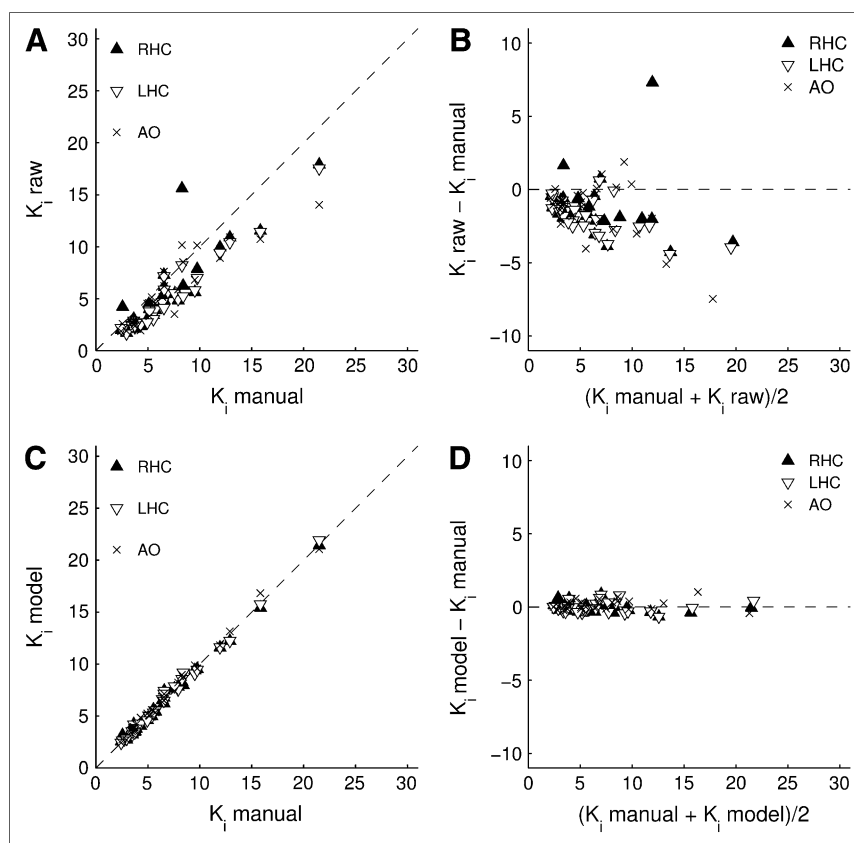 A
RHC
LHC
AO
30
25
20
15
10
5
0
0 5 10 15 20 25 30
K_i raw
K_i manual
B
RHC
LHC
AO
10
5
0
−5
−10
0 5 10 15 20 25 30
K_i raw − K_i manual
(K_i manual + K_i raw)/2
C
RHC
LHC
AO
30
25
20
15
10
5
0
0 5 10 15 20 25 30
K_i model
K_i manual
D
RHC
LHC
AO
10
5
0
−5
−10
0 5 10 15 20 25 30
K_i model − K_i manual
(K_i manual + K_i model)/2